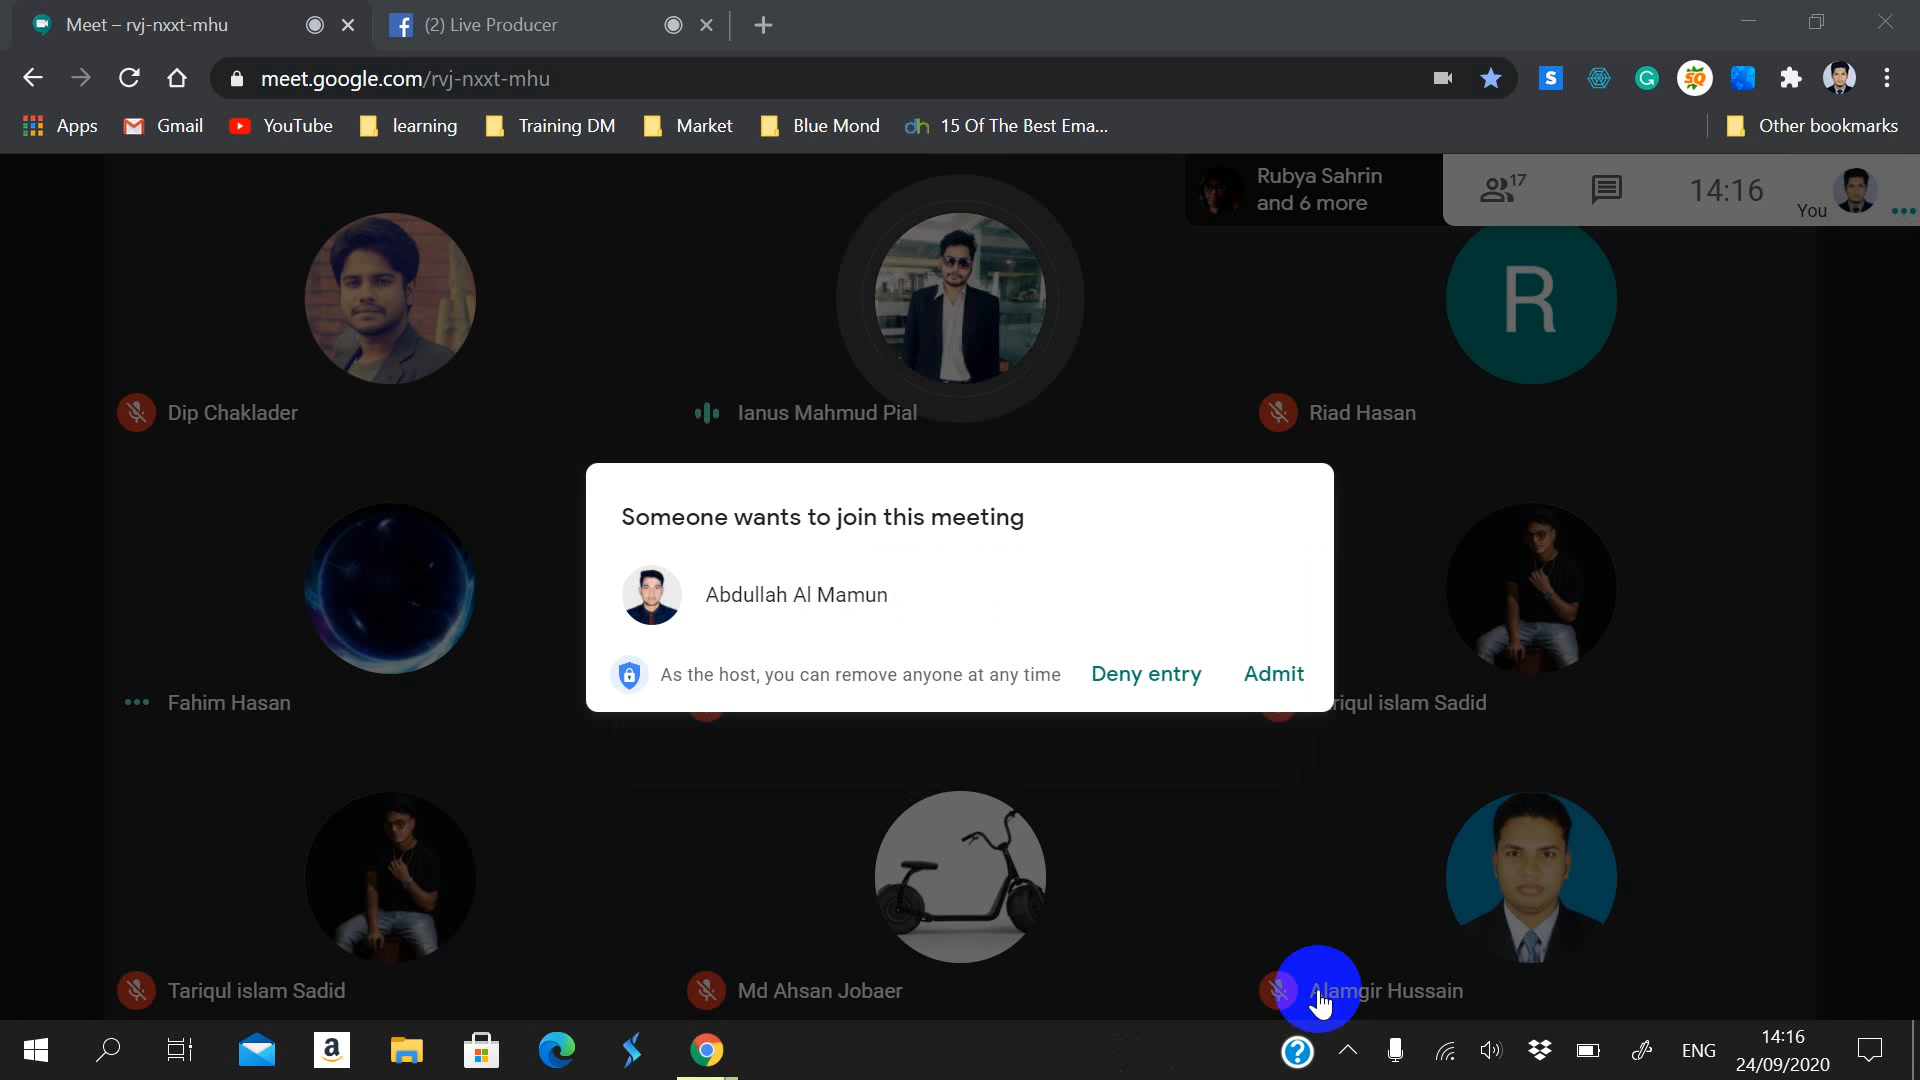 Meet – rvj-nxxt-mhu
(2) Live Producer
meet.google.com/rvj-nxxt-mhu
Apps
Gmail
YouTube
learning
Training DM
Market
Blue Mond
dh
15 Of The Best Ema...
Other bookmarks
Rubya Sahrin
and 6 more
17
14:16
You
R
Dip Chaklader
Ianus Mahmud Pial
Riad Hasan
Someone wants to join this meeting
Abdullah Al Mamun
As the host, you can remove anyone at any time
Deny entry
Admit
Fahim Hasan
riqul islam Sadid
Tariqul islam Sadid
Md Ahsan Jobaer
Alamgir Hussain
ENG
14:16
24/09/2020